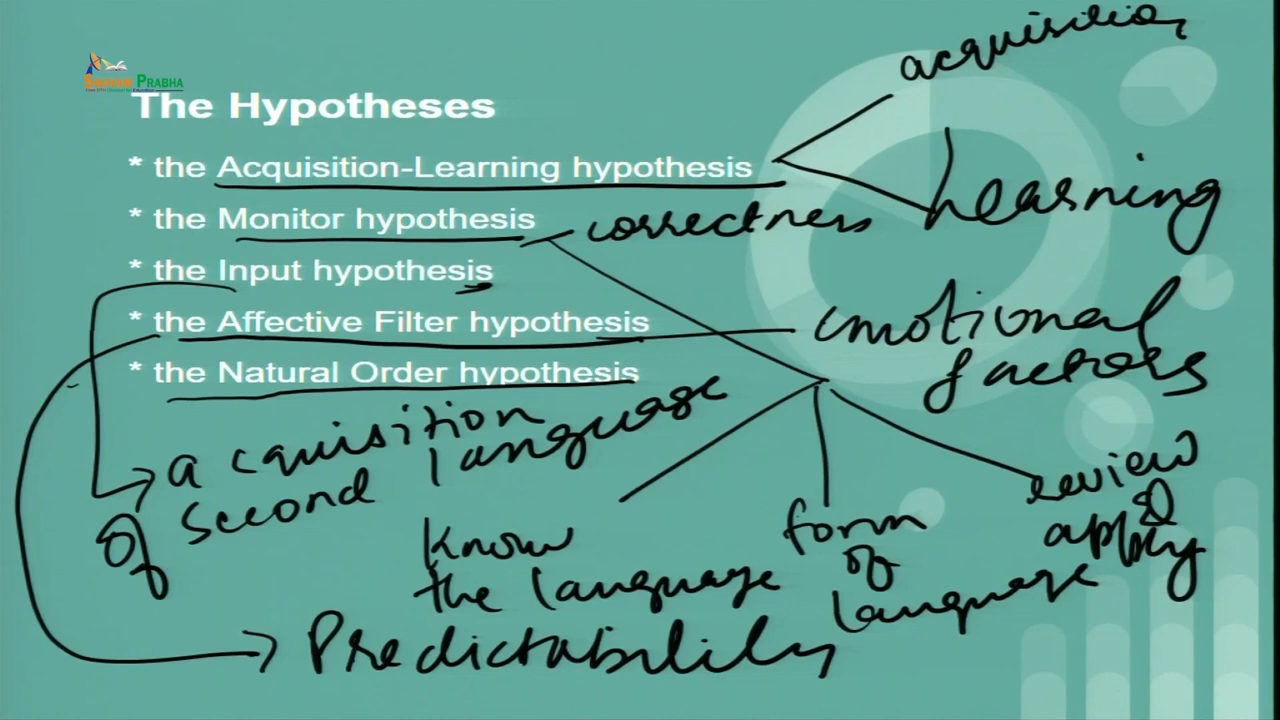 SWAYAM PRABHA
The Hypotheses
* the Acquisition-Learning hypothesis
acquisition
Learning
* the Monitor hypothesis
correctness
* the Input hypothesis
* the Affective Filter hypothesis
emotional
factors
* the Natural Order hypothesis
acquisition
of second language
know
the language
form
of
language
review
&
apply
Predictability